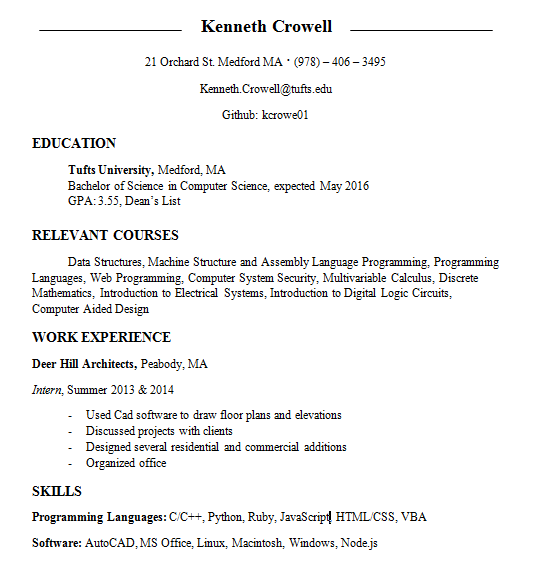 Kenneth Crowell
21 Orchard St. Medford MA · (978) – 406 – 3495
Kenneth.Crowell@tufts.edu
Github: kcrowe01
EDUCATION
Tufts University, Medford, MA
Bachelor of Science in Computer Science, expected May 2016
GPA: 3.55, Dean's List
RELEVANT COURSES
Data Structures, Machine Structure and Assembly Language Programming, Programming
Languages, Web Programming, Computer System Security, Multivariable Calculus, Discrete
Mathematics, Introduction to Electrical Systems, Introduction to Digital Logic Circuits,
Computer Aided Design
WORK EXPERIENCE
Deer Hill Architects, Peabody, MA
Intern, Summer 2013 & 2014
- Used Cad software to draw floor plans and elevations
- Discussed projects with clients
- Designed several residential and commercial additions
- Organized office
SKILLS
Programming Languages: C/C++, Python, Ruby, JavaScript, HTML/CSS, VBA
Software: AutoCAD, MS Office, Linux, Macintosh, Windows, Node.js